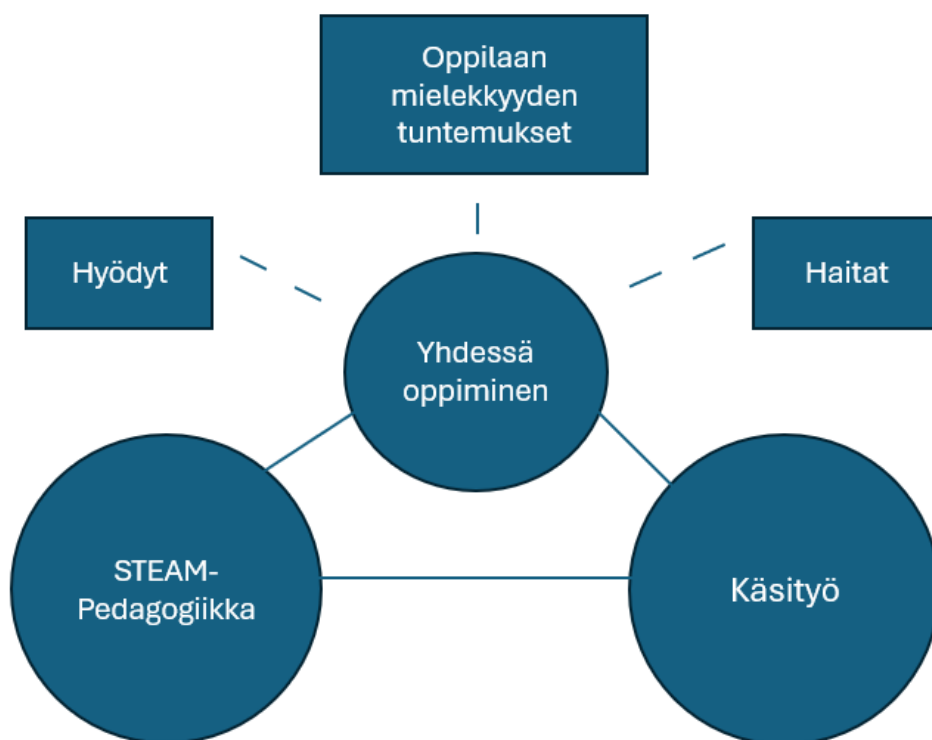 Oppilaan
mielekkyyden
tuntemukset
Hyödyt
Haitat
Yhdessä
oppiminen
STEAM-
Pedagogiikka
Käsityö